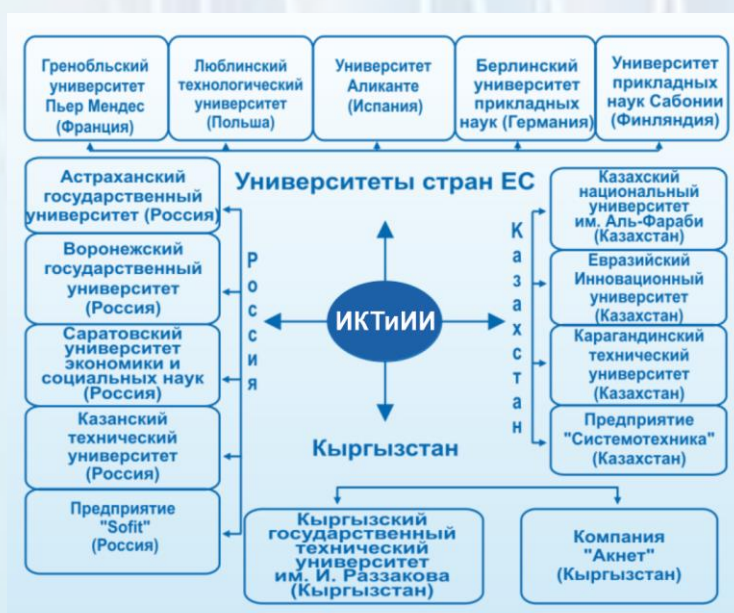 Гренобльский
университет
Пьер Мендес
(Франция)
Люблинский
технологический
университет
(Польша)
Университет
Аликанте
(Испания)
Берлинский
университет
прикладных
наук (Германия)
Университет
прикладных
наук Сабонии
(Финляндия)
Университеты стран ЕС
Астраханский
государственный
университет (Россия)
Воронежский
государственный
университет
(Россия)
Саратовский
университет
экономики и
социальных наук
(Россия)
Казанский
технический
университет
(Россия)
Предприятие
"Sofit"
(Россия)
Россия
ИКТиИИ
Казахстан
Казахский
национальный
университет
им. Аль-Фараби
(Казахстан)
Евразийский
Инновационный
университет
(Казахстан)
Карагандинский
технический
университет
(Казахстан)
Предприятие
"Системотехника"
(Казахстан)
Кыргызстан
Кыргызский
государственный
технический
университет
им. И. Раззакова
(Кыргызстан)
Компания
"Акнет"
(Кыргызстан)